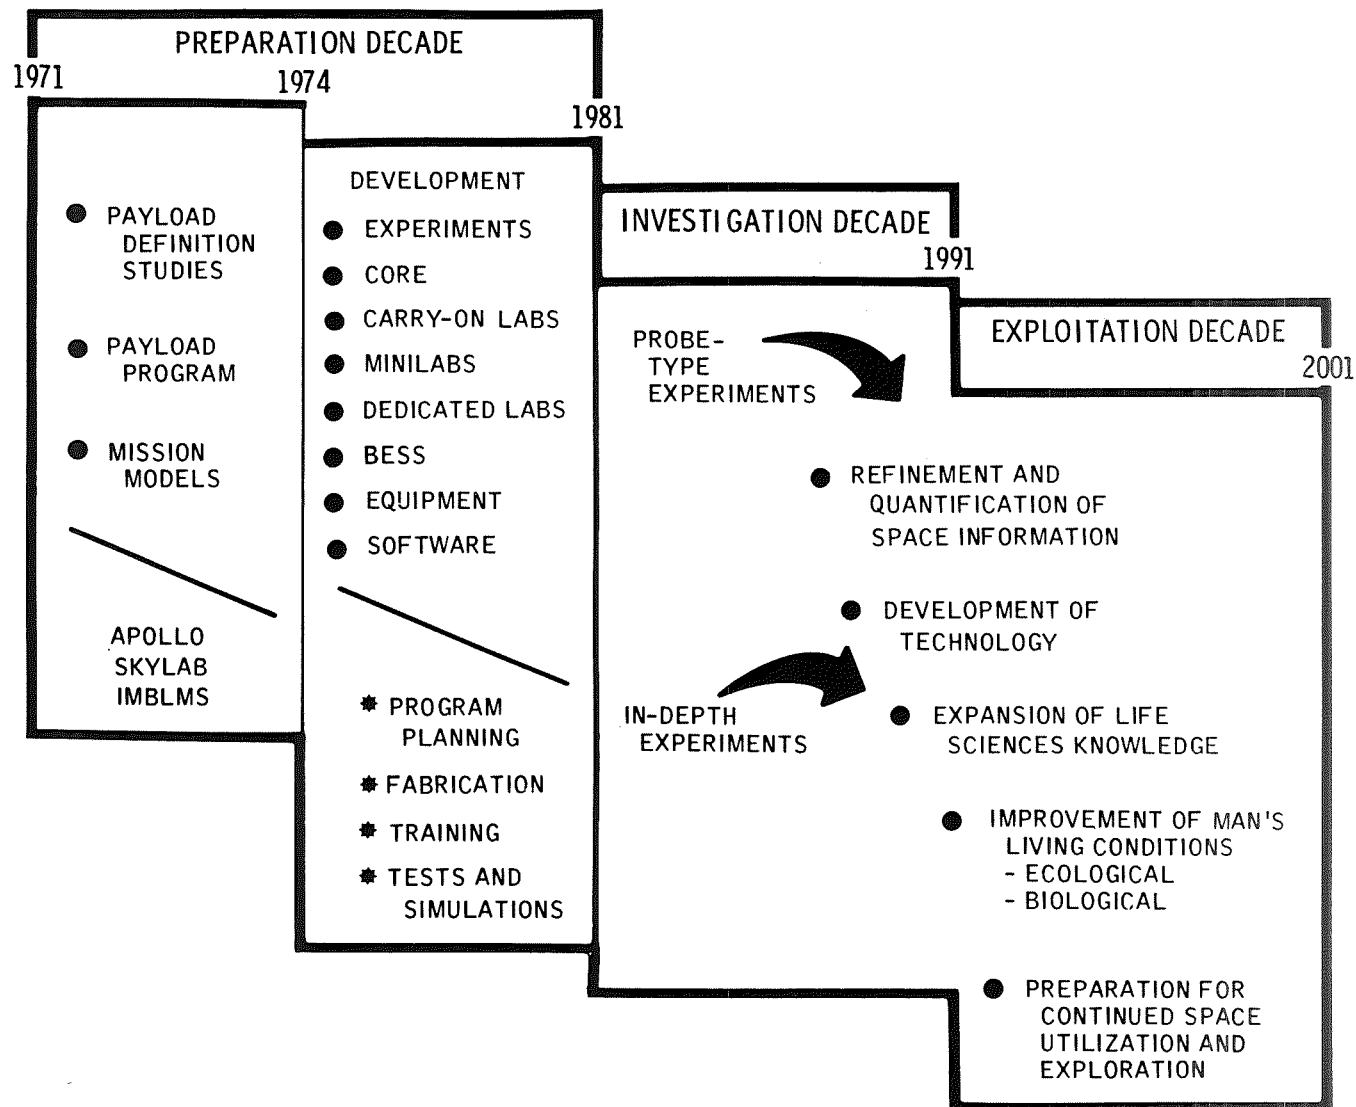 PREPARATION DECADE
1971
1974
1981
PAYLOAD
DEFINITION
STUDIES
PAYLOAD
PROGRAM
MISSION
MODELS
APOLLO
SKYLAB
IMBLMS
DEVELOPMENT
EXPERIMENTS
CORE
CARRY-ON LABS
MINILABS
DEDICATED LABS
BESS
EQUIPMENT
SOFTWARE
PROGRAM
PLANNING
FABRICATION
TRAINING
TESTS AND
SIMULATIONS
INVESTIGATION DECADE
1991
PROBE-
TYPE
EXPERIMENTS
IN-DEPTH
EXPERIMENTS
EXPLOITATION DECADE
2001
REFINEMENT AND
QUANTIFICATION OF
SPACE INFORMATION
DEVELOPMENT OF
TECHNOLOGY
EXPANSION OF LIFE
SCIENCES KNOWLEDGE
IMPROVEMENT OF MAN'S
LIVING CONDITIONS
- ECOLOGICAL
- BIOLOGICAL
PREPARATION FOR
CONTINUED SPACE
UTILIZATION AND
EXPLORATION